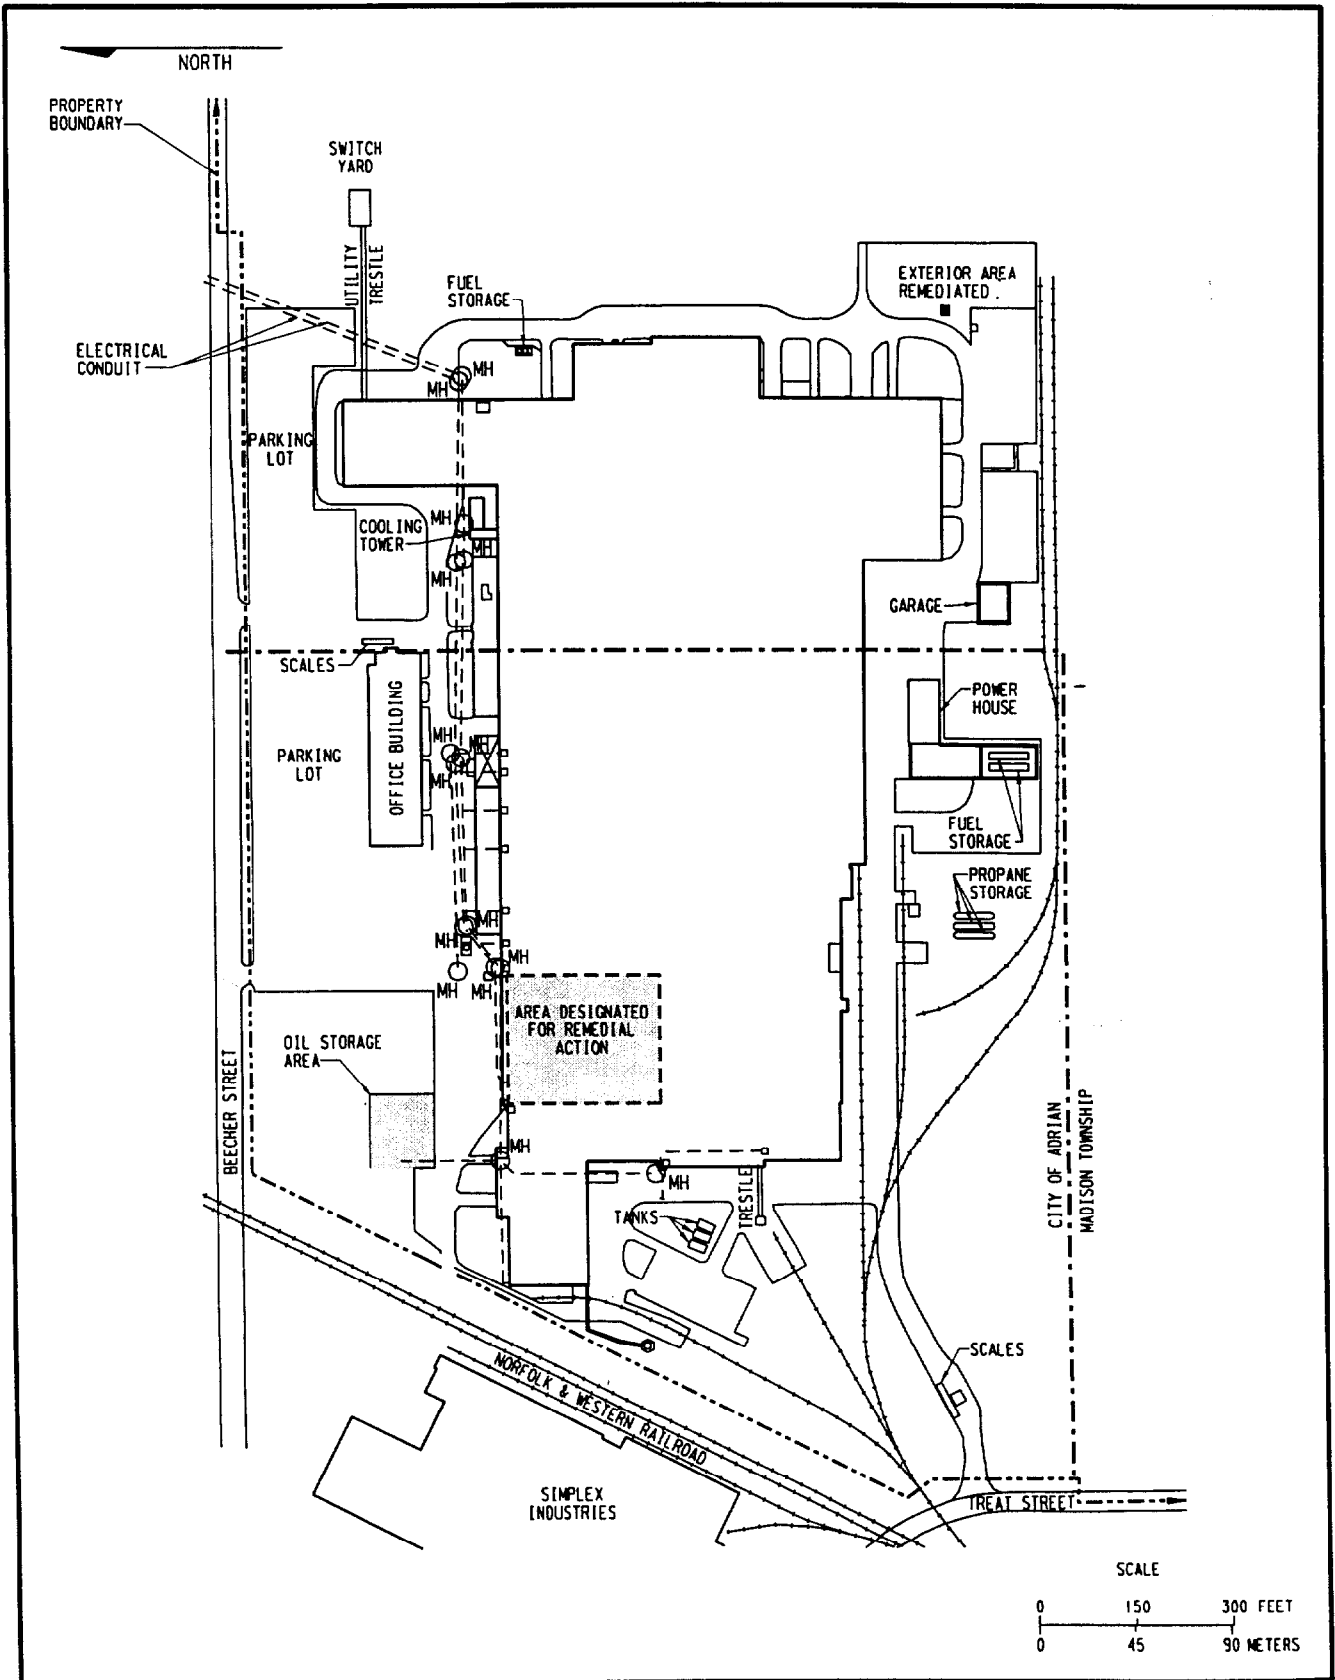 NORTH
PROPERTY
BOUNDARY
SWITCH
YARD
UTILITY
TRESTLE
FUEL
STORAGE
EXTERIOR AREA
REMEDIATED
ELECTRICAL
CONDUIT
MH
MH
PARKING
LOT
COOLING
TOWER
MH
MH
MH
GARAGE
SCALES
OFFICE BUILDING
POWER
HOUSE
PARKING
LOT
MH
MH
MH
FUEL
STORAGE
PROPANE
STORAGE
MH
MH
MH
MH
MH
AREA DESIGNATED
FOR REMEDIAL
ACTION
OIL STORAGE
AREA
BEECHER STREET
CITY OF ADRIAN
MADISON TOWNSHIP
MH
MH
TRESTLE
TANKS
SCALES
NORFOLK & WESTERN RAILROAD
SIMPLEX
INDUSTRIES
TREAT STREET
SCALE
0 150 300 FEET
0 45 90 METERS